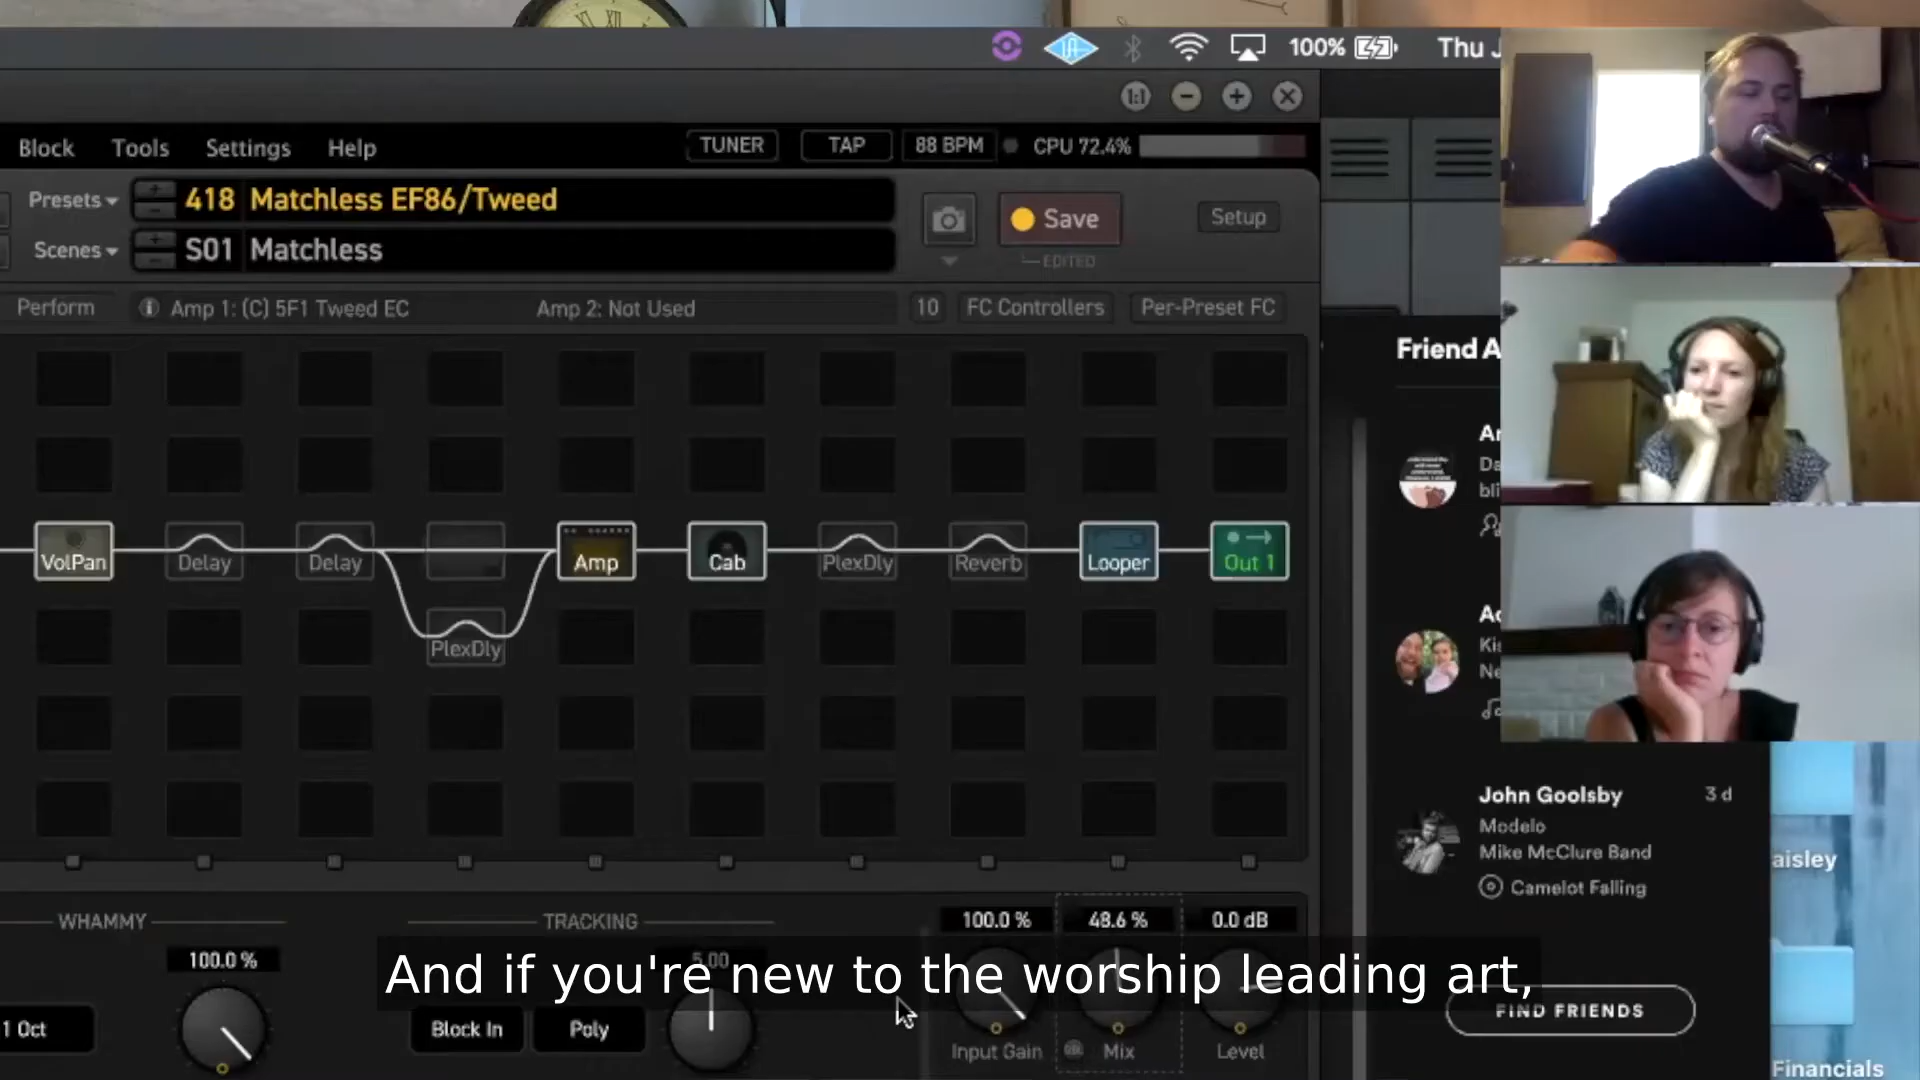 100%
Thu
1:1
Block Tools Settings Help
TUNER TAP 88 BPM CPU 72.4%
Presets 418 Matchless EF86/Tweed
Save
Setup
Scenes S01 Matchless
EDITED
Perform Amp 1: (C) 5F1 Tweed EC Amp 2: Not Used 10 FC Controllers Per-Preset FC
Friend A
VolPan Delay Delay Amp Cab PlexDly Reverb Looper Out 1
PlexDly
John Goolsby 3 d
Modelo
Mike McClure Band
Camelot Falling
aisley
WHAMMY TRACKING
100.0 % 48.6 % 0.0 dB
100.0 % 5.00
And if you're new to the worship leading art,
1 Oct Block In Poly
Input Gain Mix Level
FIND FRIENDS
Financials